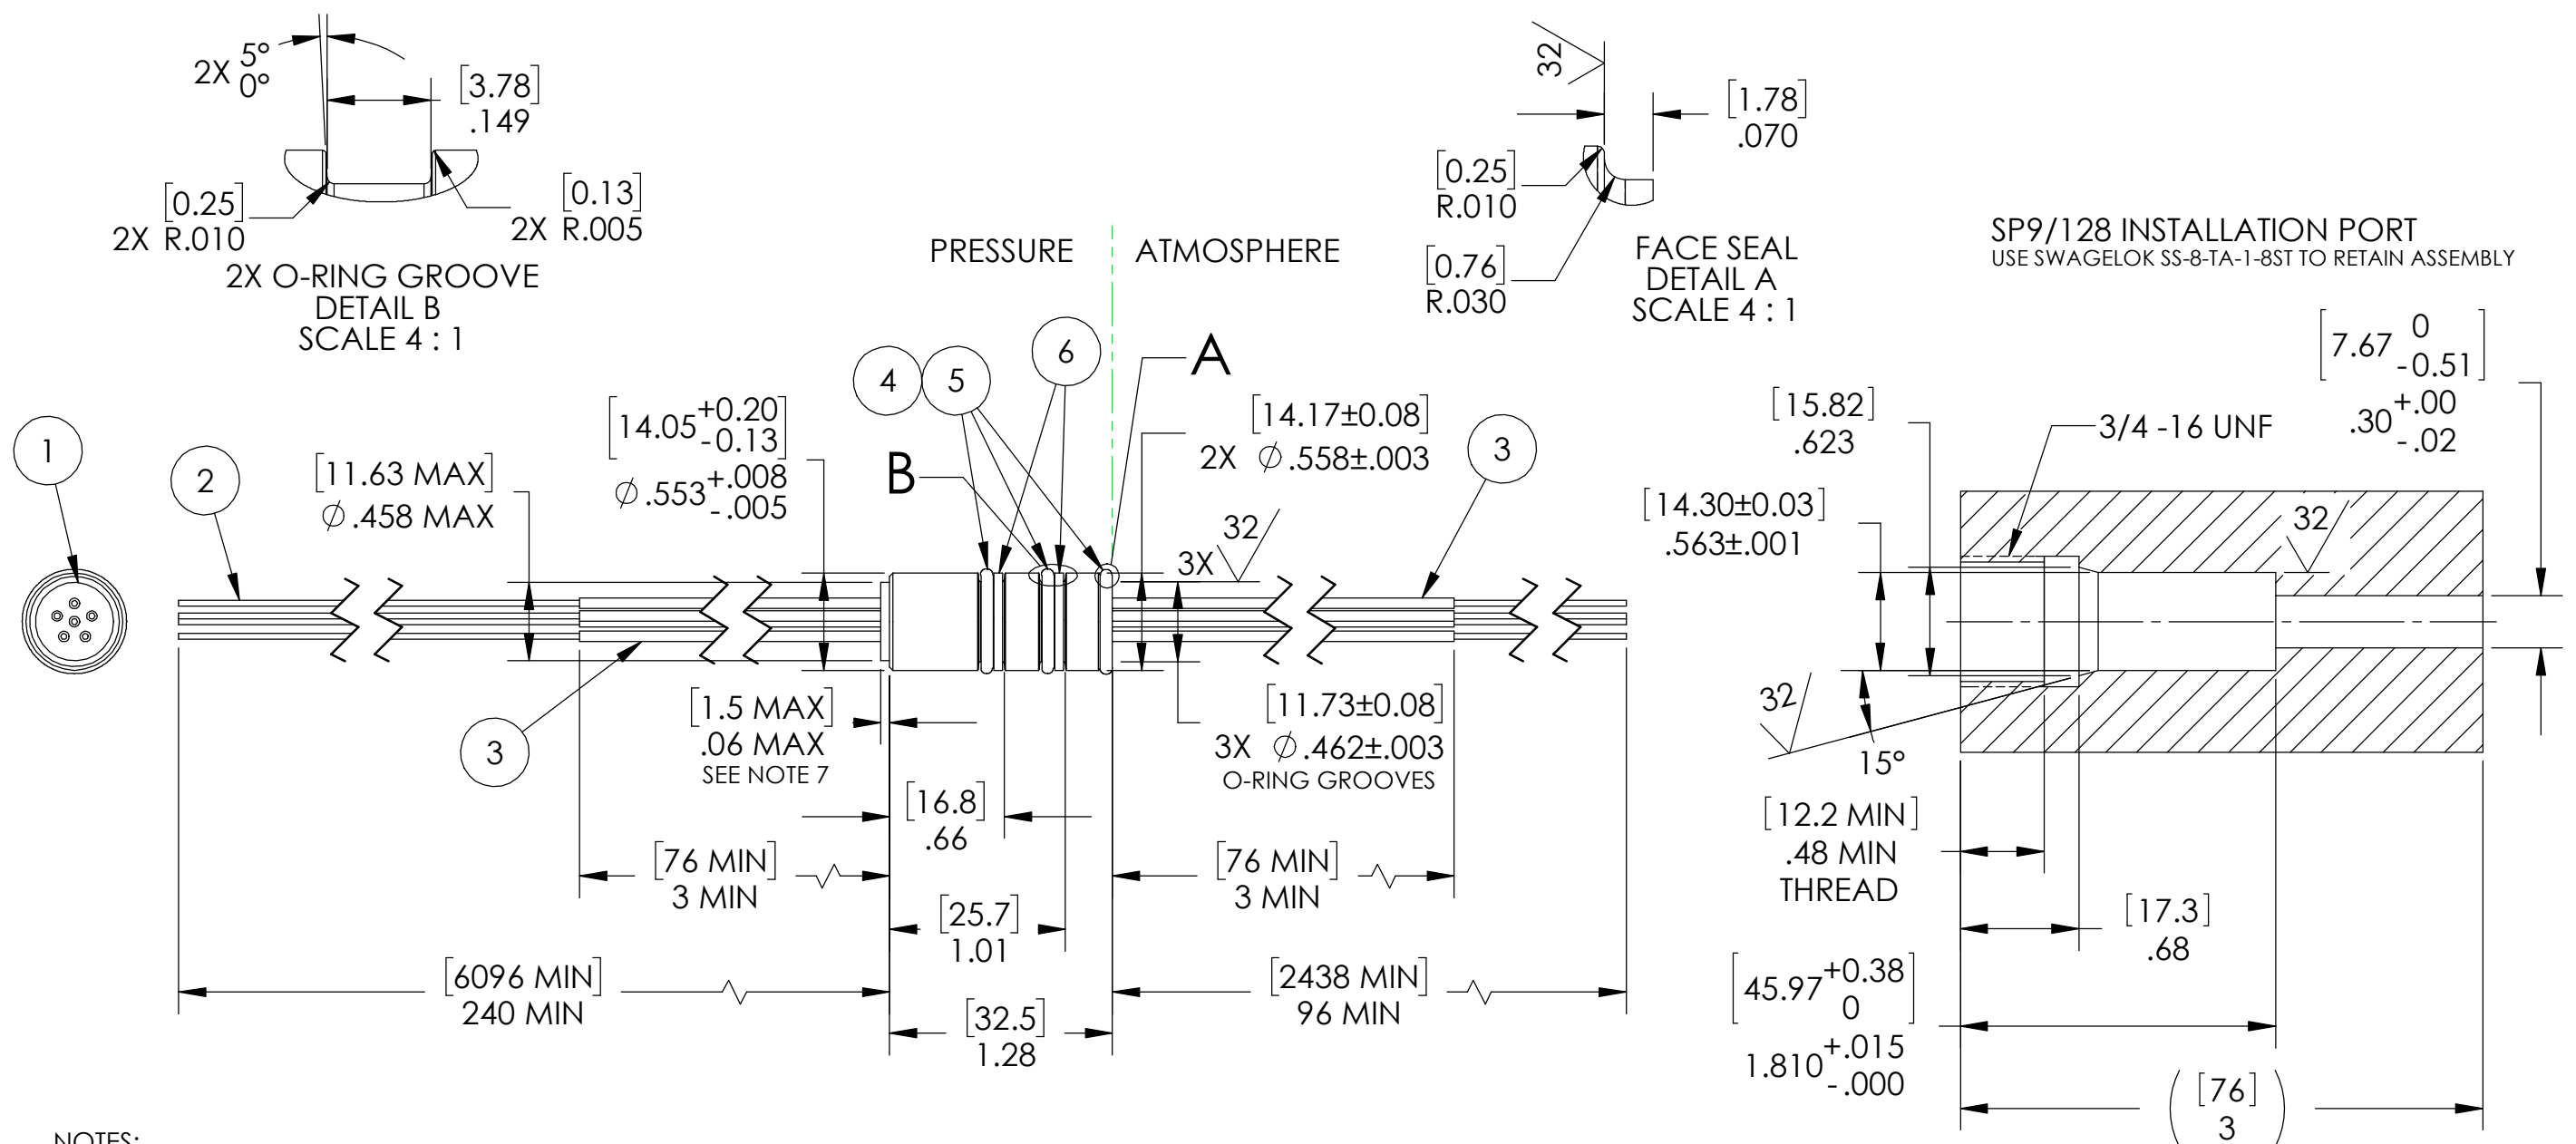 2X 5°
0°
[3.78]
.149
[0.25]
2X R.010
[0.13]
2X R.005
2X O-RING GROOVE
DETAIL B
SCALE 4 : 1
32
[1.78]
.070
[0.25]
R.010
[0.76]
R.030
FACE SEAL
DETAIL A
SCALE 4 : 1
PRESSURE
ATMOSPHERE
SP9/128 INSTALLATION PORT
USE SWAGELOK SS-8-TA-1-8ST TO RETAIN ASSEMBLY
1
2
[11.63 MAX]
∅ .458 MAX
[14.05 +0.20 -0.13]
∅ .553 +.008 -.005
4
5
6
A
B
[14.17±0.08]
2X ∅ .558±.003
3
32
3X
3
[1.5 MAX]
.06 MAX
SEE NOTE 7
[11.73±0.08]
3X ∅ .462±.003
O-RING GROOVES
[16.8]
.66
[76 MIN]
3 MIN
[76 MIN]
3 MIN
[25.7]
1.01
[6096 MIN]
240 MIN
[2438 MIN]
96 MIN
[32.5]
1.28
[7.67 0 -0.51]
.30 +.00 -.02
[15.82]
.623
3/4 -16 UNF
[14.30±0.03]
.563±.001
32
32
15°
[12.2 MIN]
.48 MIN
THREAD
[17.3]
.68
[45.97 +0.38 0]
1.810 +.015 -.000
([76]
3)
NOTES: